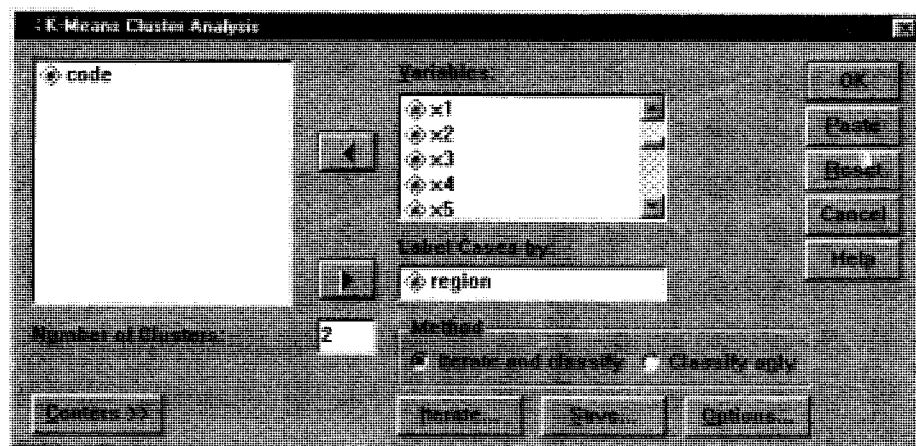 K-Means Cluster Analysis
code
Variables:
x1
x2
x3
x4
x5
Label Cases by:
region
Number of Clusters:
2
Method
Iterate and classify
Classify only
Centers >>
Iterate...
Save...
Options...
OK
Paste
Reset
Cancel
Help